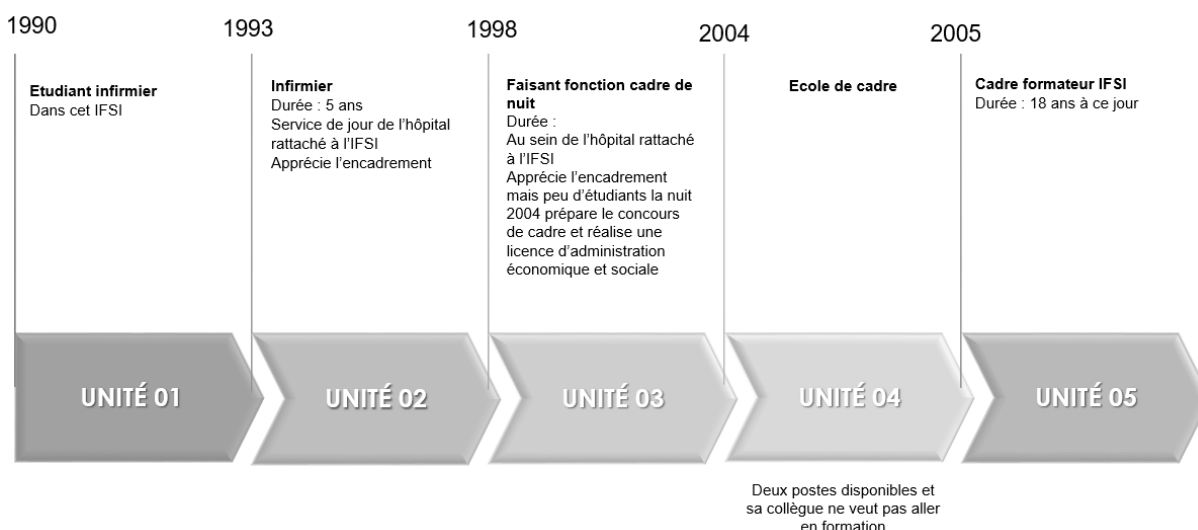 1990
1993
1998
2004
2005
Etudiant infirmier
Dans cet IFSI
Infirmier
Durée : 5 ans
Service de jour de l'hôpital
rattaché à l'IFSI
Apprécie l'encadrement
Faisant fonction cadre de
nuit
Durée :
Au sein de l'hôpital rattaché
à l'IFSI
Apprécie l'encadrement
mais peu d'étudiants la nuit
2004 prépare le concours
de cadre et réalise une
licence d'administration
économique et sociale
Ecole de cadre
Cadre formateur IFSI
Durée : 18 ans à ce jour
UNITÉ 01
UNITÉ 02
UNITÉ 03
UNITÉ 04
UNITÉ 05
Deux postes disponibles et
sa collègue ne veut pas aller
en formation